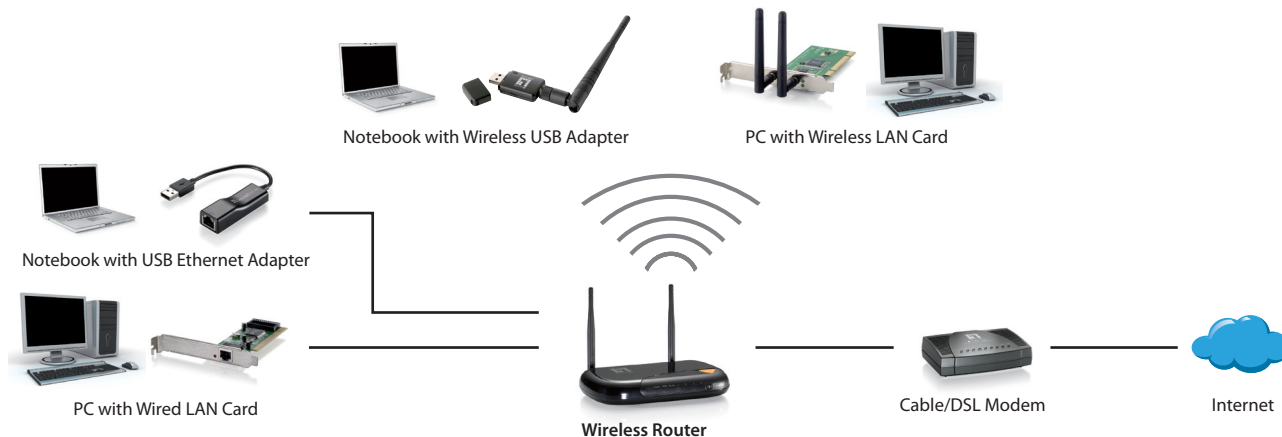 Notebook with Wireless USB Adapter
PC with Wireless LAN Card
Notebook with USB Ethernet Adapter
PC with Wired LAN Card
Wireless Router
Cable/DSL Modem
Internet